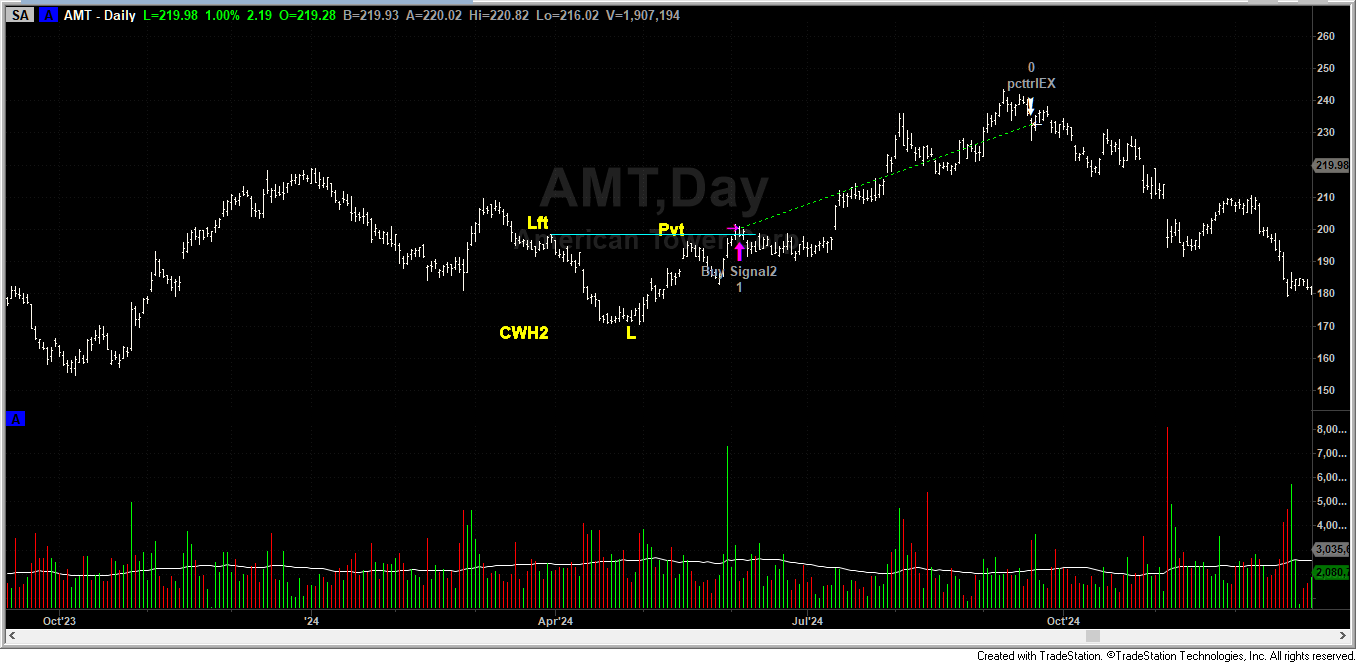 SA A AMT - Daily L=219.98 1.00% 2.19 O=219.28 B=219.93 A=220.02 Hi=220.82 Lo=216.02 V=1,907,194
260
0
250
pcttrlEX
240
230
219.98
AMT,Day
210
Lft
Pvt
200
American Tower Corp
190
Buy Signal2
1
180
CWH2
L
170
160
150
A
8,00...
7,00...
6,00...
5,00...
4,00...
3,035,6
2,080,
Oct'23
'24
Apr'24
Jul'24
Oct'24
Created with TradeStation. ©TradeStation Technologies, Inc. All rights reserved.